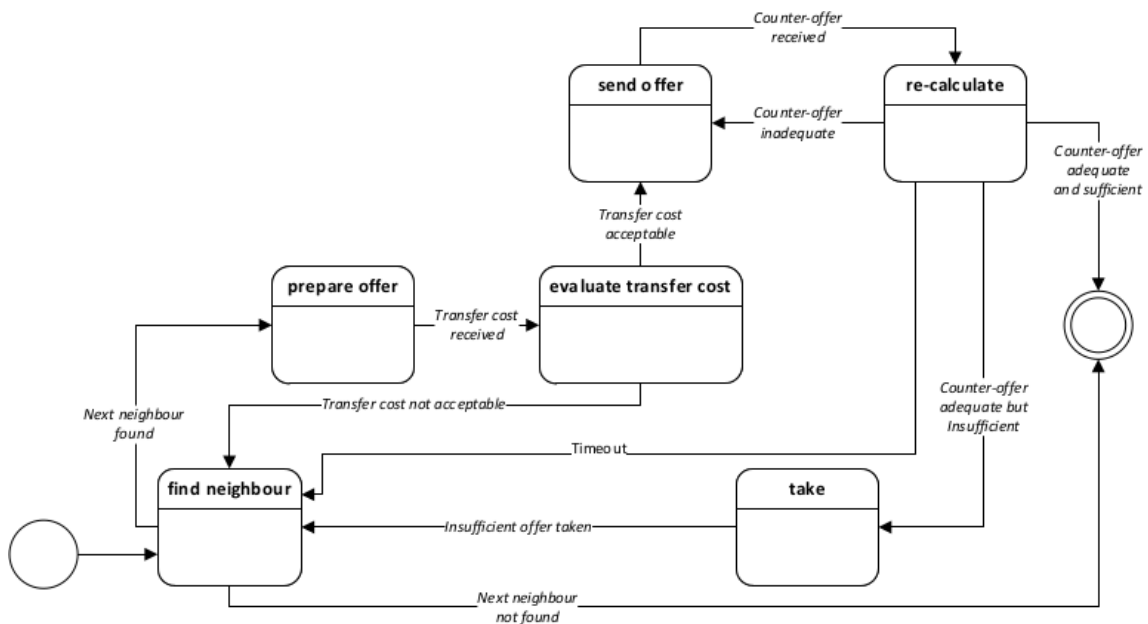 Counter-offer
received
send offer
re-calculate
Counter-offer
inadequate
Counter-offer
adequate
and sufficient
Transfer cost
acceptable
prepare offer
evaluate transfer cost
Transfer cost
received
Next neighbour
found
Transfer cost not acceptable
Counter-offer
adequate but
Insufficient
Timeout
find neighbour
take
Insufficient offer taken
Next neighbour
not found